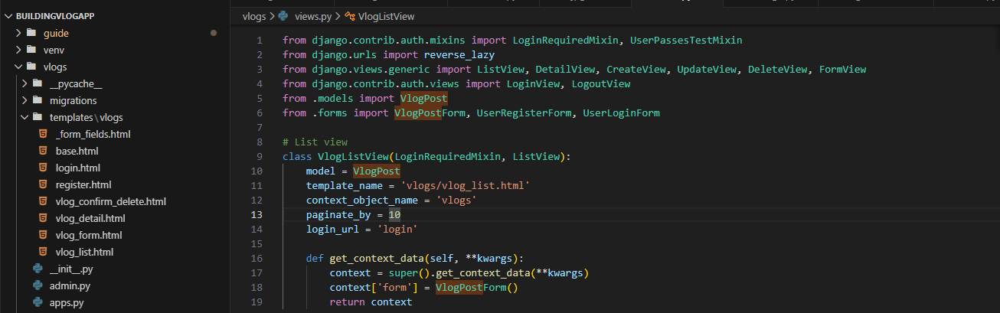 BUILDINGVLOGAPP
guide
venv
vlogs
__pycache__
migrations
templates\vlogs
_form_fields.html
base.html
login.html
register.html
vlog_confirm_delete.html
vlog_detail.html
vlog_form.html
vlog_list.html
__init__.py
admin.py
apps.py
vlogs > views.py > VlogListView
1 from django.contrib.auth.mixins import LoginRequiredMixin, UserPassesTestMixin
2 from django.urls import reverse_lazy
3 from django.views.generic import ListView, DetailView, CreateView, UpdateView, DeleteView, FormView
4 from django.contrib.auth.views import LoginView, LogoutView
5 from .models import VlogPost
6 from .forms import VlogPostForm, UserRegisterForm, UserLoginForm
7
8 # List view
9 class VlogListView(LoginRequiredMixin, ListView):
10     model = VlogPost
11     template_name = 'vlogs/vlog_list.html'
12     context_object_name = 'vlogs'
13     paginate_by = 10
14     login_url = 'login'
15
16     def get_context_data(self, **kwargs):
17         context = super().get_context_data(**kwargs)
18         context['form'] = VlogPostForm()
19         return context